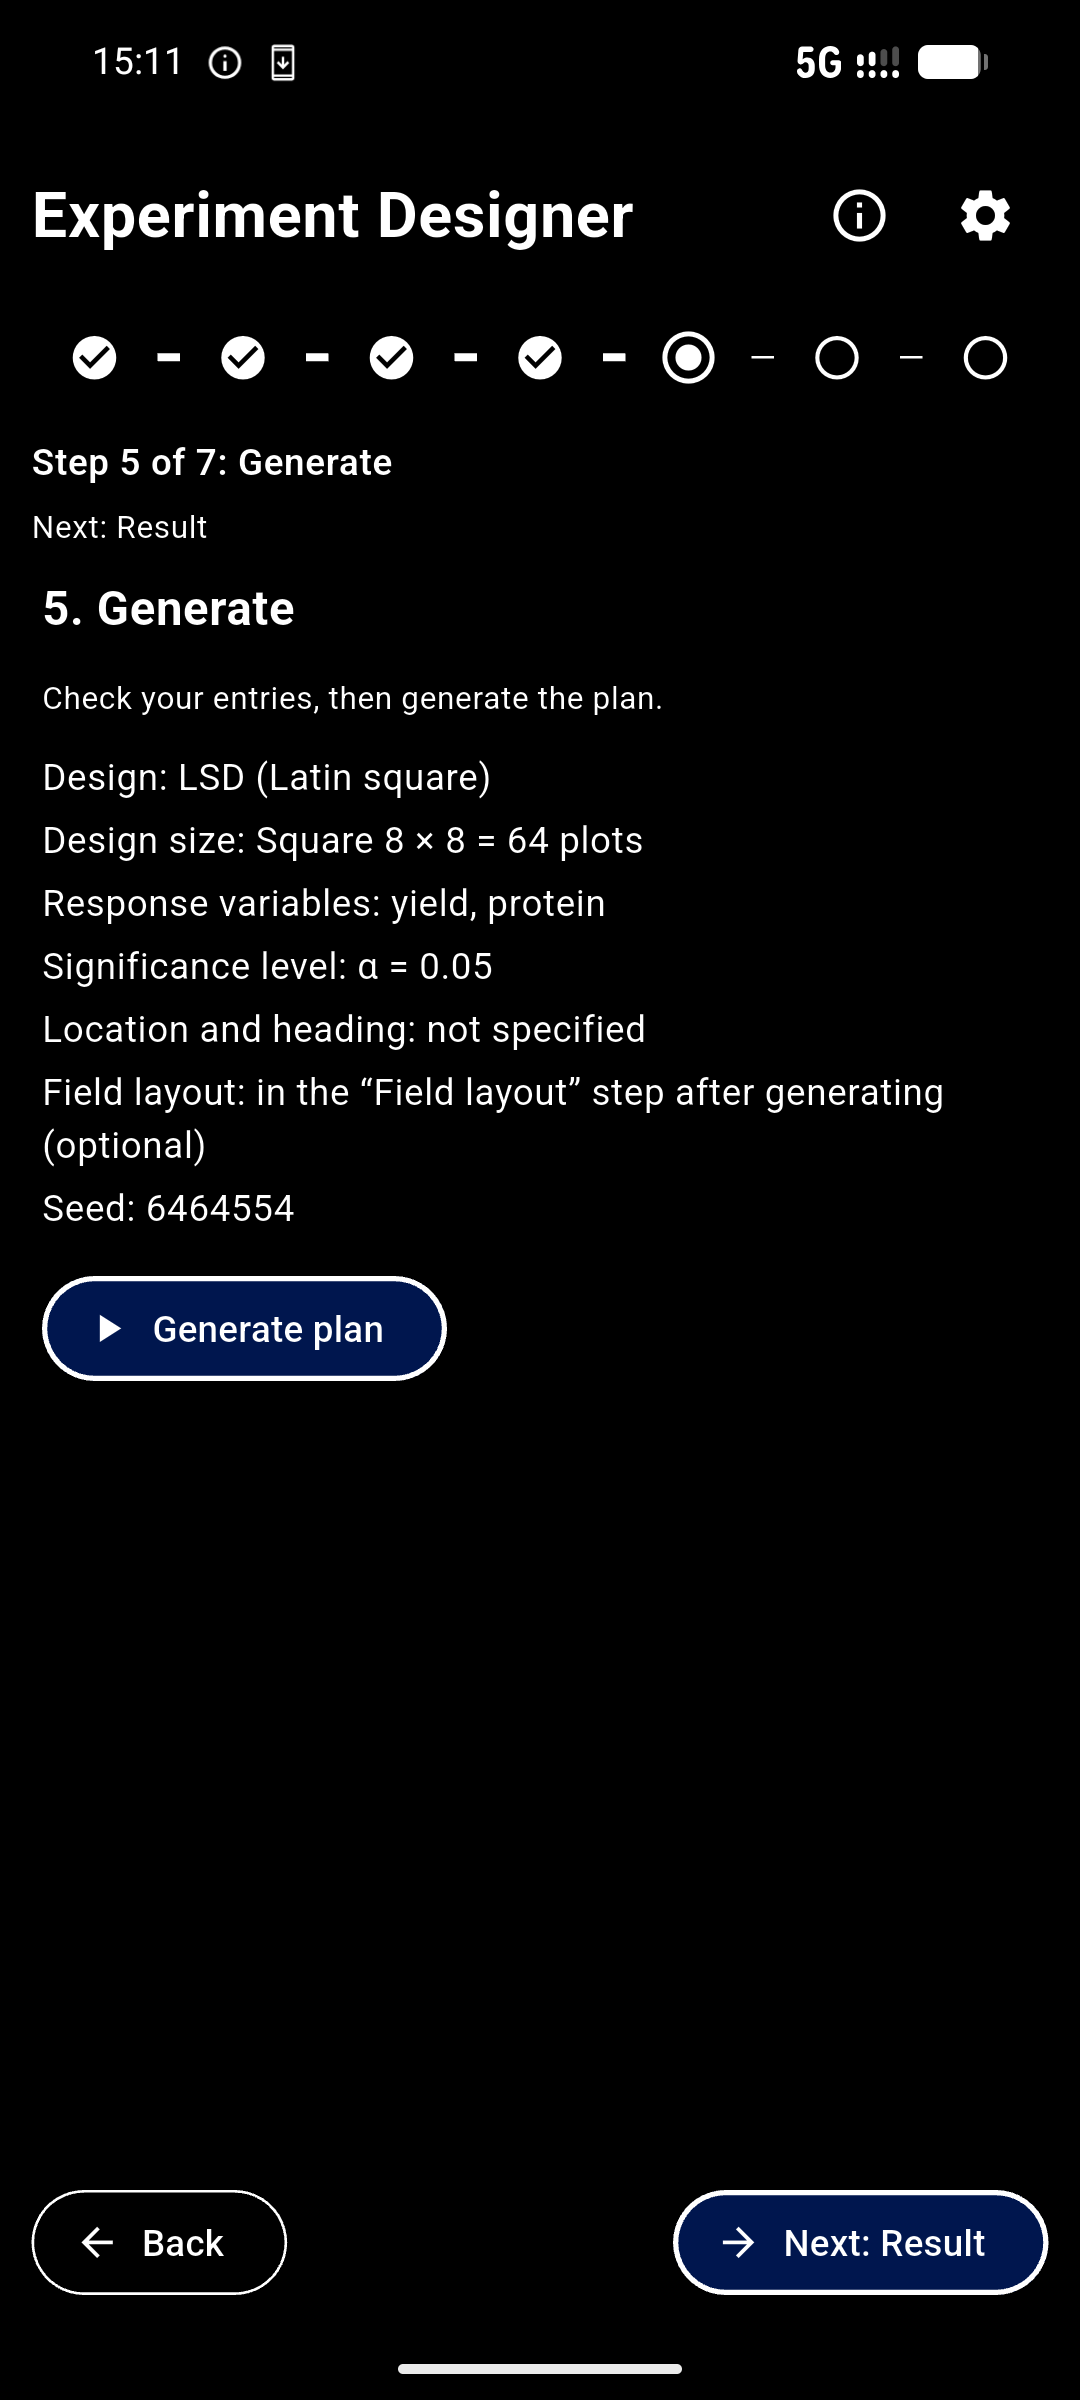 15:11
5G
Experiment Designer
Step 5 of 7: Generate
Next: Result
5. Generate
Check your entries, then generate the plan.
Design: LSD (Latin square)
Design size: Square 8 × 8 = 64 plots
Response variables: yield, protein
Significance level: α = 0.05
Location and heading: not specified
Field layout: in the “Field layout” step after generating
(optional)
Seed: 6464554
Generate plan
Back
Next: Result